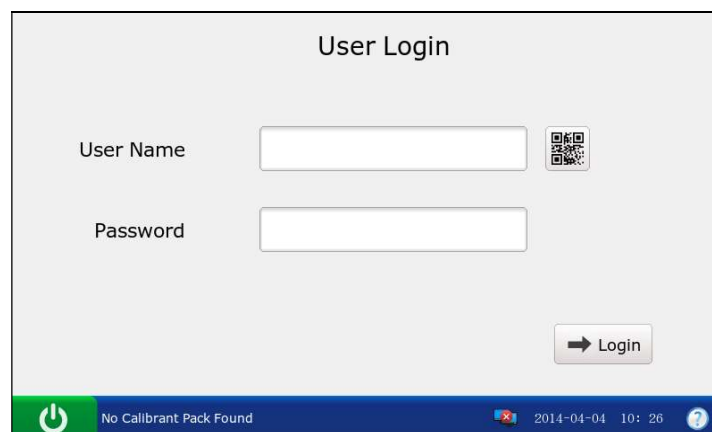 User Login
User Name
Password
Login
No Calibrant Pack Found 2014-04-04 10: 26 ?